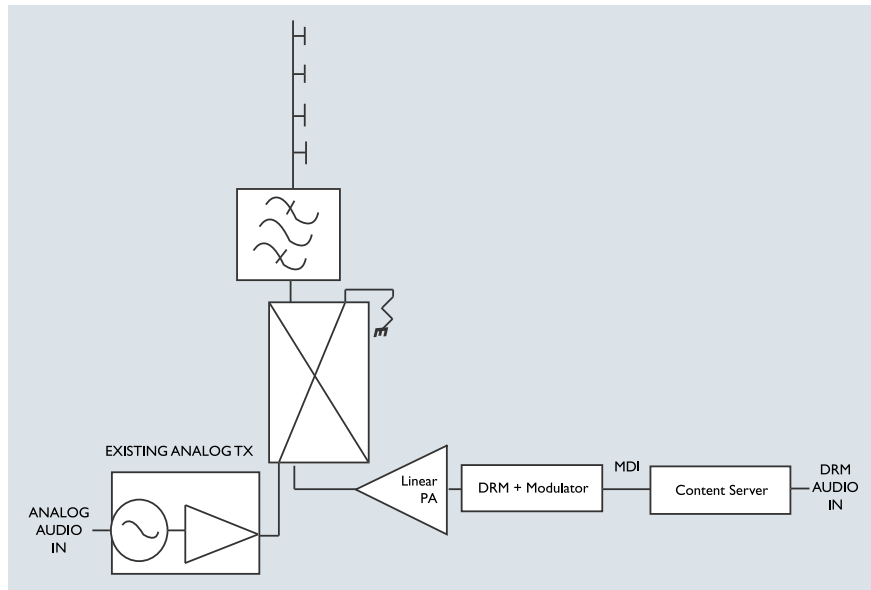 EXISTING ANALOG TX
ANALOG
AUDIO
IN
Linear
PA
DRM + Modulator
MDI
Content Server
DRM
AUDIO
IN